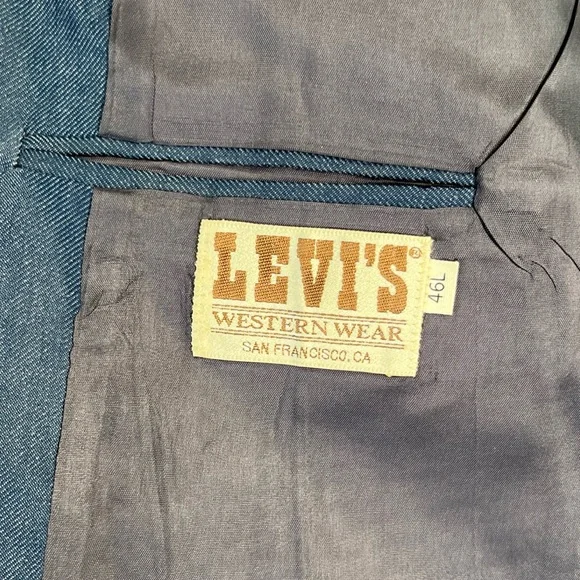 LEVI'S®
WESTERN WEAR
SAN FRANCISCO, CA
46L